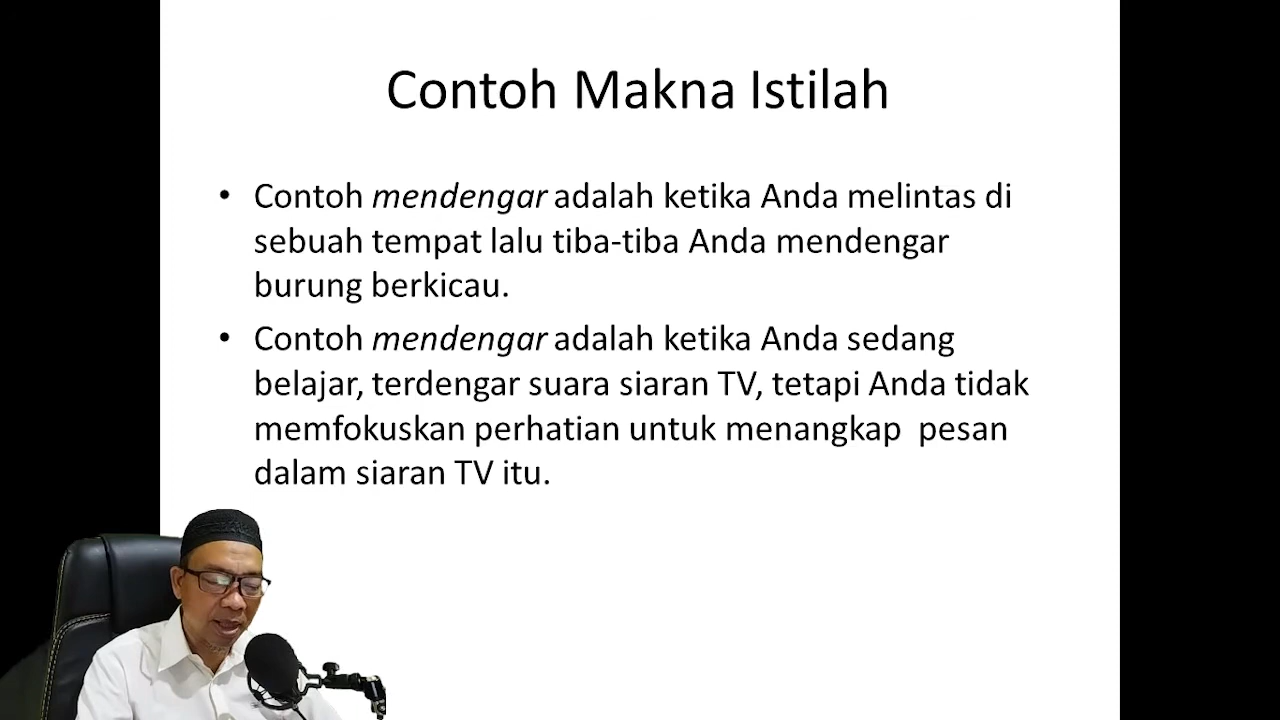 Contoh Makna Istilah
• Contoh mendengar adalah ketika Anda melintas di
sebuah tempat lalu tiba-tiba Anda mendengar
burung berkicau.
• Contoh mendengar adalah ketika Anda sedang
belajar, terdengar suara siaran TV, tetapi Anda tidak
memfokuskan perhatian untuk menangkap  pesan
dalam siaran TV itu.